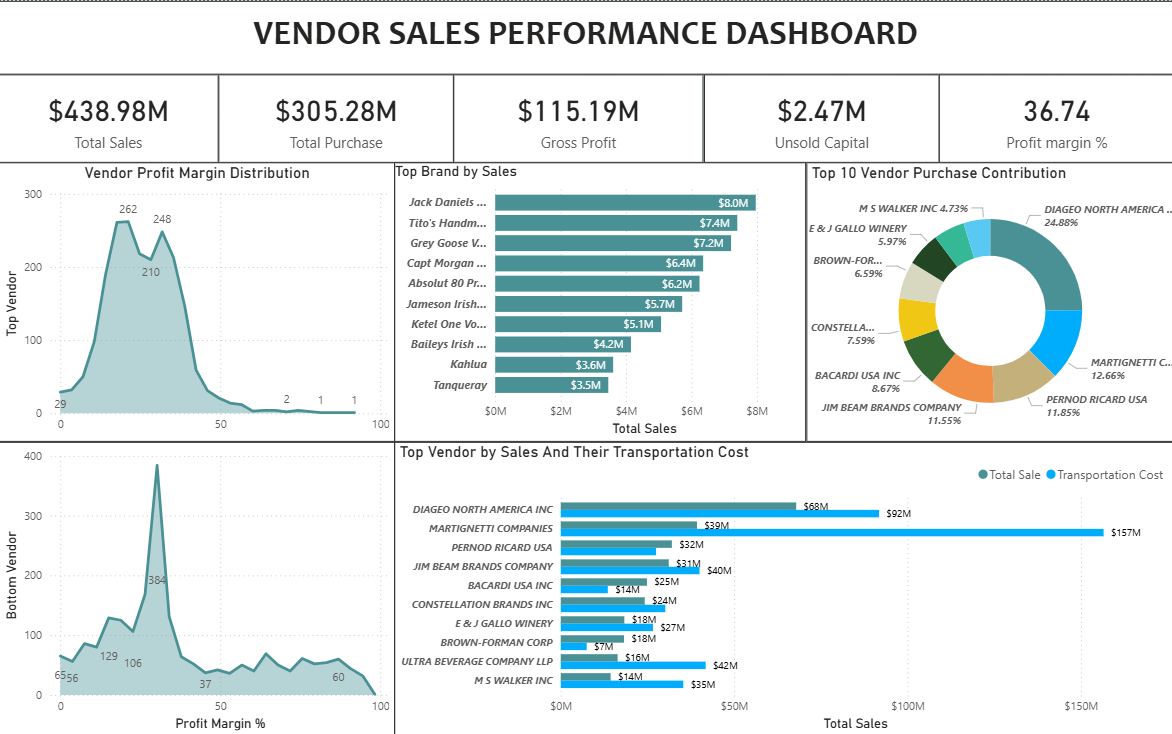 VENDOR SALES PERFORMANCE DASHBOARD
$438.98M
Total Sales
$305.28M
Total Purchase
$115.19M
Gross Profit
$2.47M
Unsold Capital
36.74
Profit margin %
Vendor Profit Margin Distribution
Top Vendor
300
200
100
0
262
248
210
29
2
1
1
0
50
100
Top Brand by Sales
Jack Daniels ...
$8.0M
Tito's Handm...
$7.4M
Grey Goose V...
$7.2M
Capt Morgan ...
$6.4M
Absolut 80 Pr...
$6.2M
Jameson Irish...
$5.7M
Ketel One Vo...
$5.1M
Baileys Irish ...
$4.2M
Kahlua
$3.6M
Tanqueray
$3.5M
$0M
$2M
$4M
$6M
$8M
Total Sales
Top 10 Vendor Purchase Contribution
M S WALKER INC 4.73%
DIAGEO NORTH AMERICA ...
24.88%
E & J GALLO WINERY
5.97%
BROWN-FOR...
6.59%
CONSTELLA...
7.59%
MARTIGNETTI C...
12.66%
BACARDI USA INC
8.67%
PERNOD RICARD USA
11.85%
JIM BEAM BRANDS COMPANY
11.55%
Bottom Vendor
400
300
200
100
0
384
129
106
65
56
37
60
0
50
100
Profit Margin %
Top Vendor by Sales And Their Transportation Cost
Total Sale
Transportation Cost
DIAGEO NORTH AMERICA INC
$68M
$92M
MARTIGNETTI COMPANIES
$39M
$157M
PERNOD RICARD USA
$32M
JIM BEAM BRANDS COMPANY
$31M
$40M
BACARDI USA INC
$25M
$14M
CONSTELLATION BRANDS INC
$24M
E & J GALLO WINERY
$18M
$27M
BROWN-FORMAN CORP
$18M
$7M
ULTRA BEVERAGE COMPANY LLP
$16M
$42M
M S WALKER INC
$14M
$35M
$0M
$50M
$100M
$150M
Total Sales